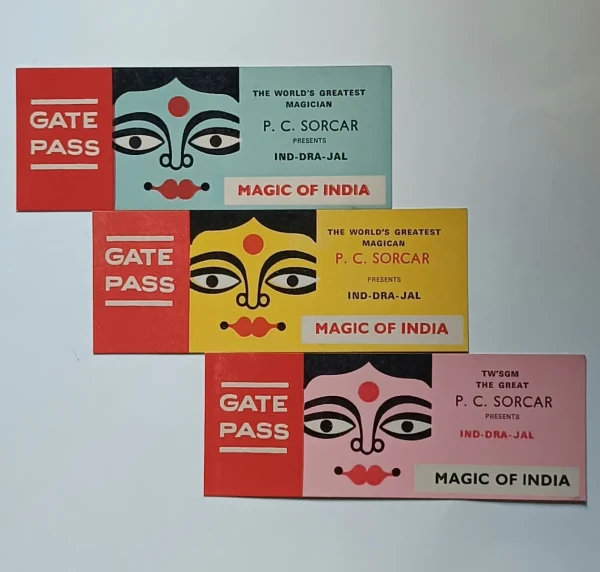 GATE
PASS
THE WORLD'S GREATEST
MAGICIAN
P. C. SORCAR
PRESENTS
IND-DRA-JAL
MAGIC OF INDIA
GATE
PASS
THE WORLD'S GREATEST
MAGICAN
P. C. SORCAR
PRESENTS
IND-DRA-JAL
MAGIC OF INDIA
GATE
PASS
TW'SGM
THE GREAT
P. C. SORCAR
PRESENTS
IND-DRA-JAL
MAGIC OF INDIA